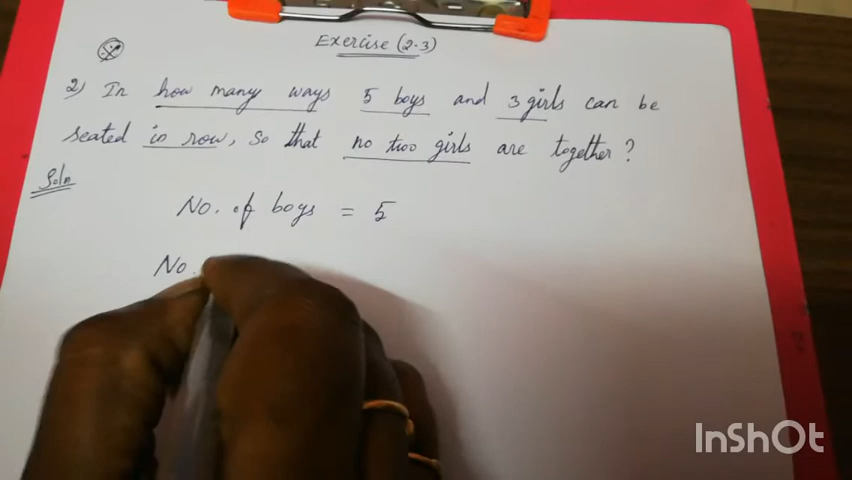 Exercise (2.3)
2) In how many ways 5 boys and 3 girls can be
seated in row, so that no two girls are together?
Soln
No. of boys = 5
No.
InShOt